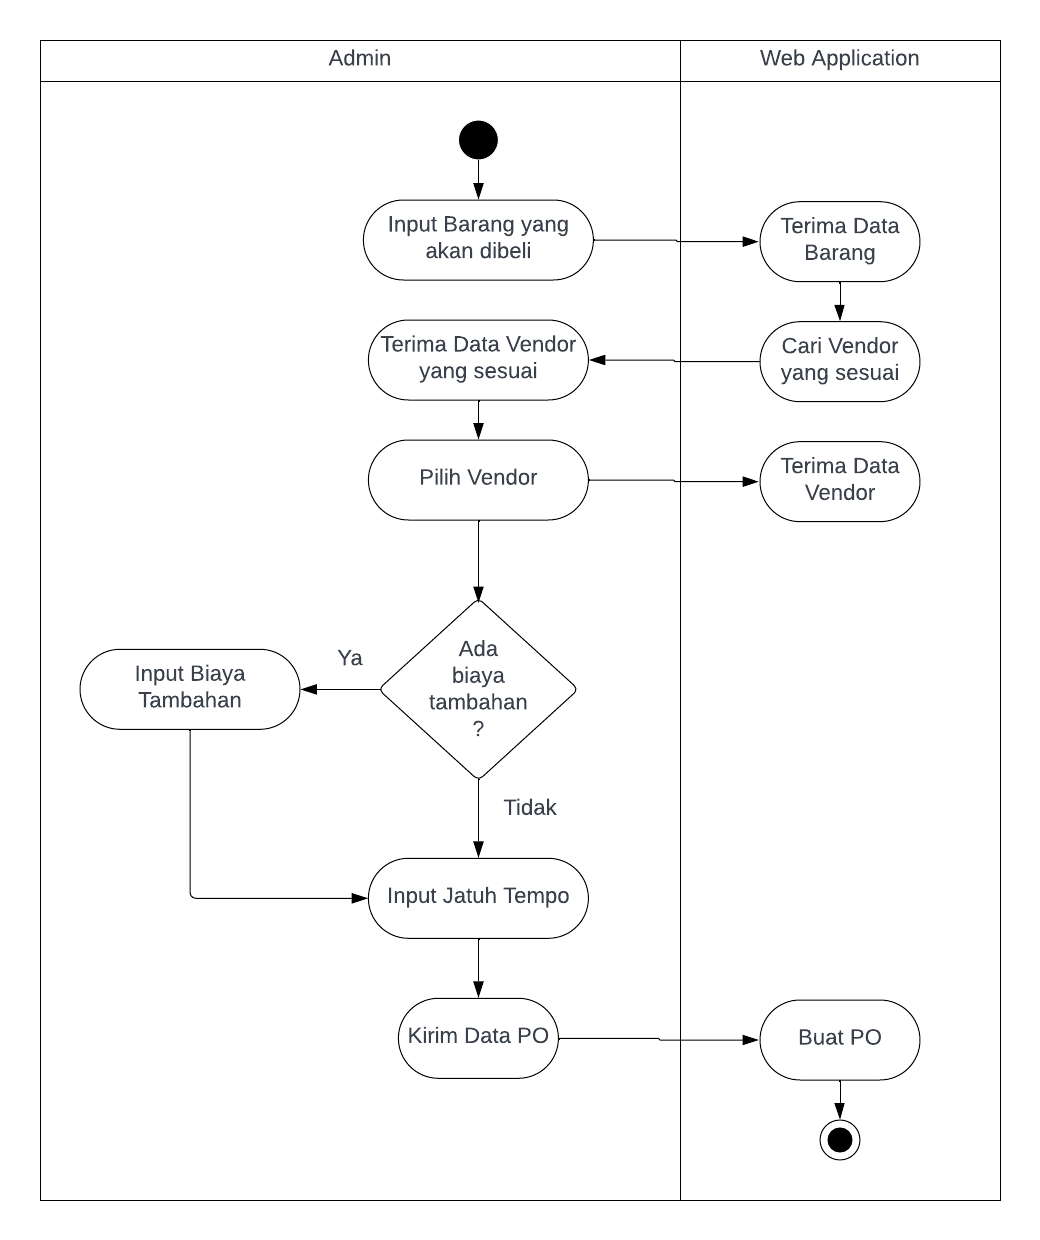 Admin
Web Application
Input Barang yang
akan dibeli
Terima Data
Barang
Terima Data Vendor
yang sesuai
Cari Vendor
yang sesuai
Pilih Vendor
Terima Data
Vendor
Ada
biaya
tambahan
?
Ya
Input Biaya
Tambahan
Tidak
Input Jatuh Tempo
Kirim Data PO
Buat PO